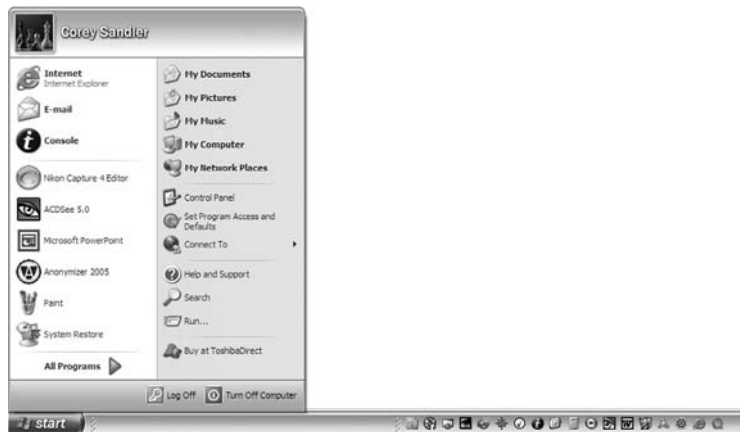 Corey Sandler
Internet
Internet Explorer
E-mail
Console
Nikon Capture 4 Editor
ACDSee 5.0
Microsoft PowerPoint
Anonymizer 2005
Paint
System Restore
All Programs
My Documents
My Pictures
My Music
My Computer
My Network Places
Control Panel
Set Program Access and
Defaults
Connect To
Help and Support
Search
Run...
Buy at ToshibaDirect
Log Off
Turn Off Computer
start